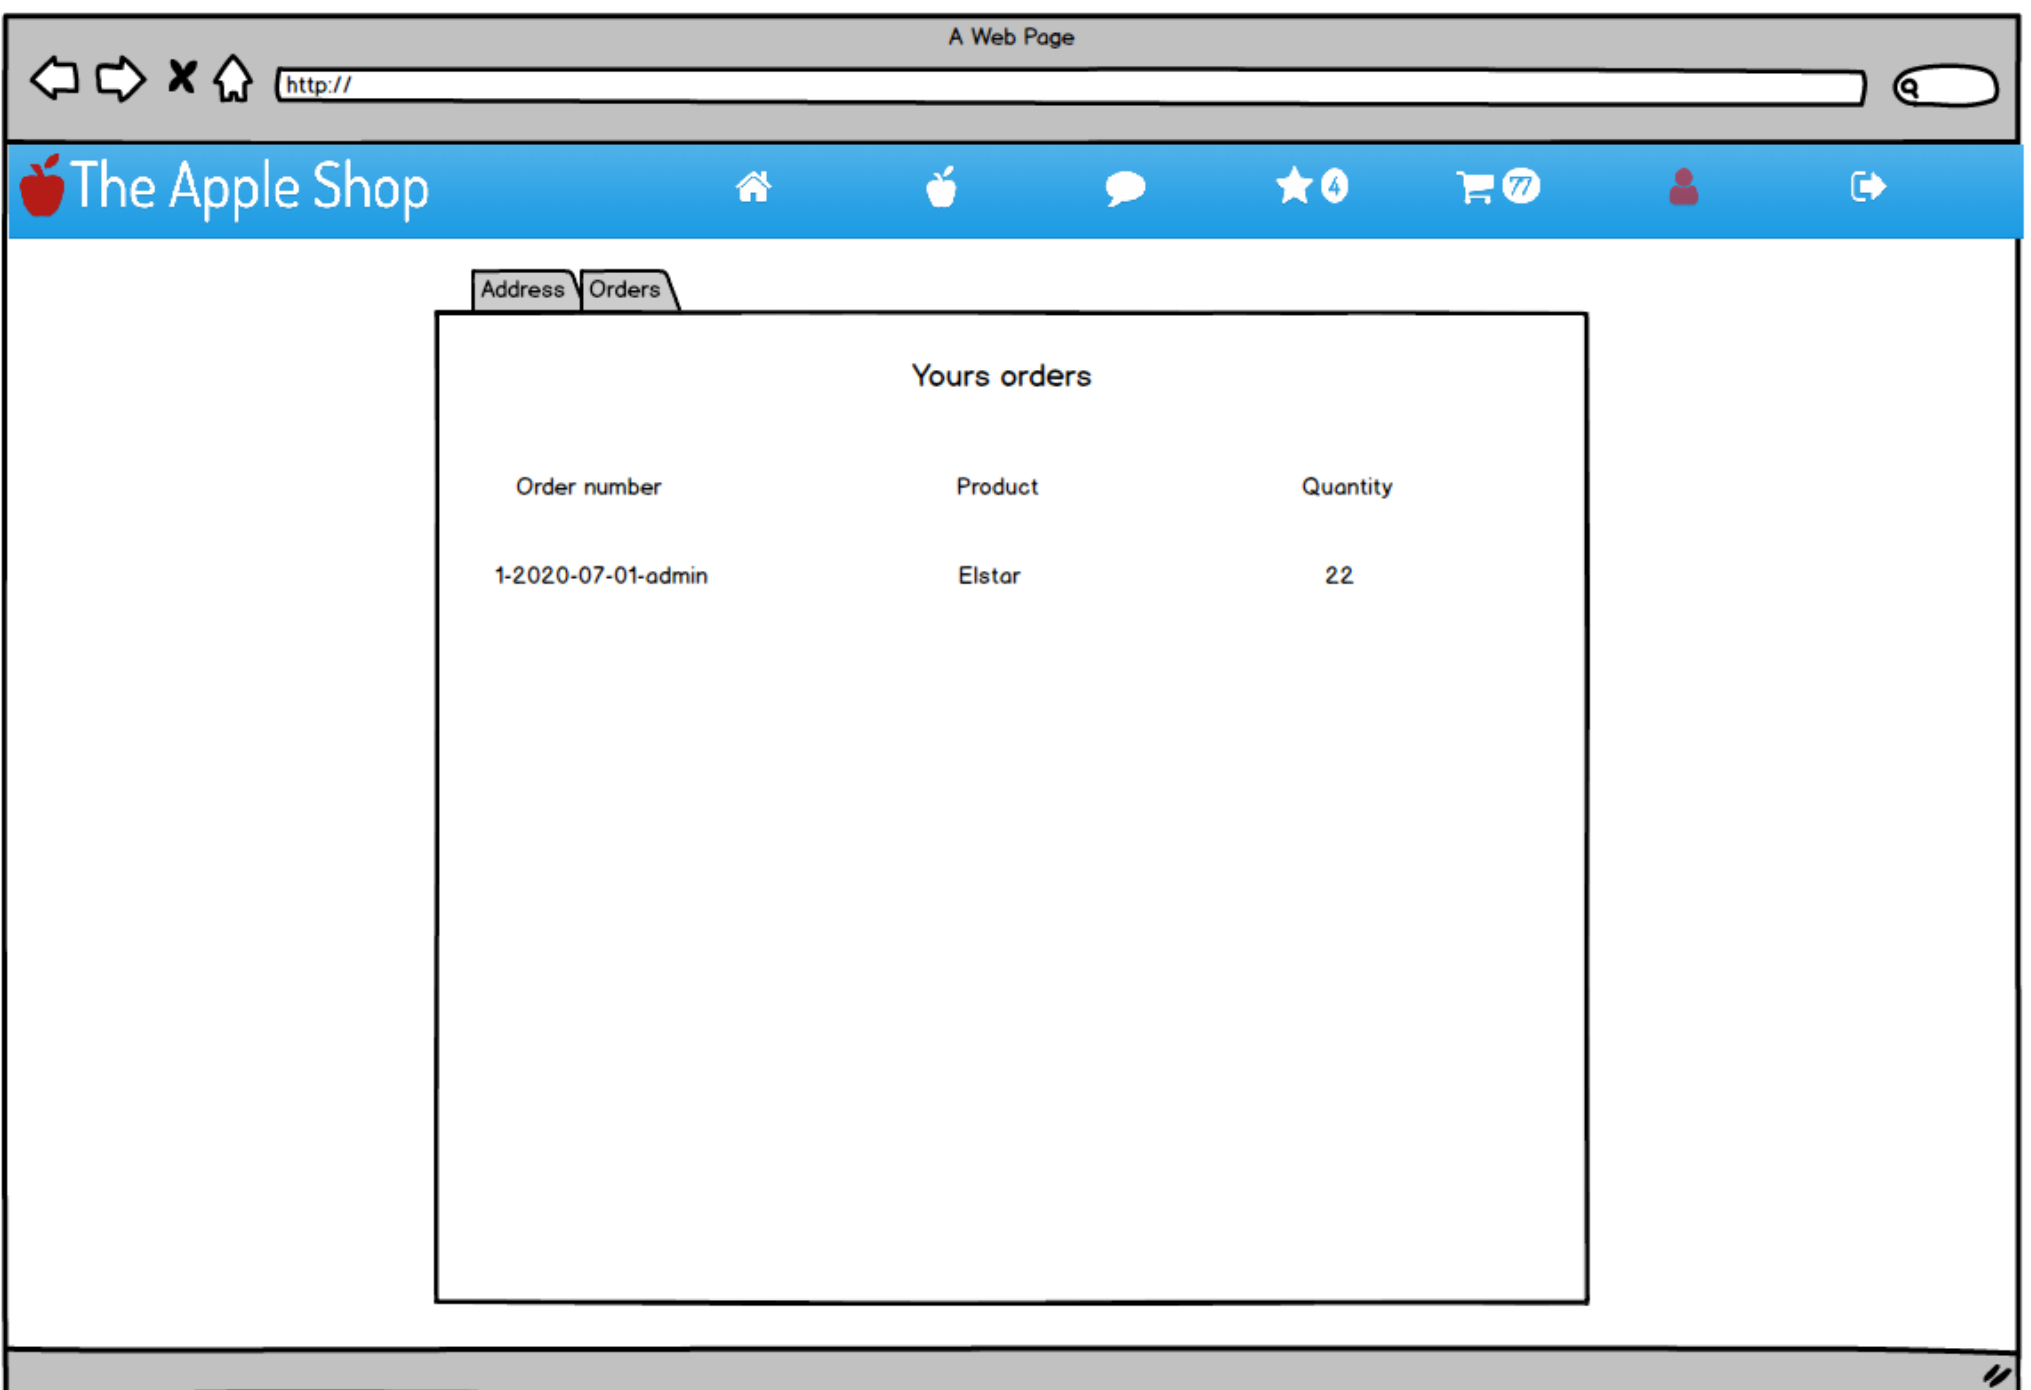 A Web Page
http://
The Apple Shop
4
77
Address Orders
Yours orders
Order number Product Quantity
1-2020-07-01-admin Elstar 22